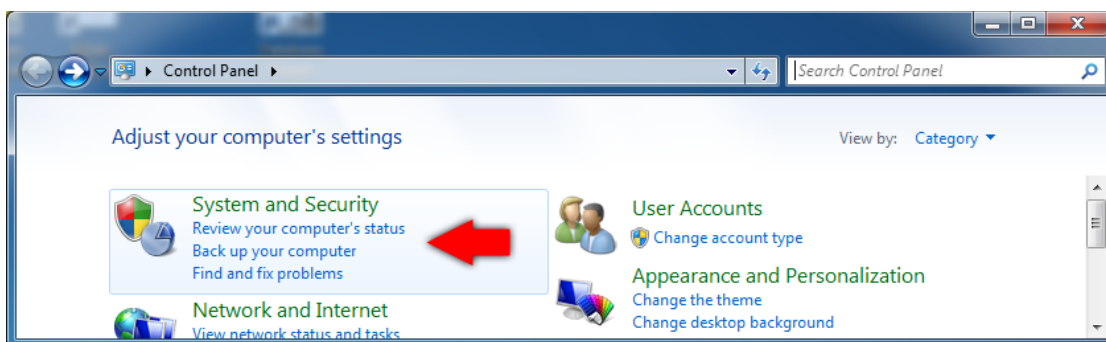 Control Panel
Search Control Panel
Adjust your computer's settings
View by: Category
System and Security
Review your computer's status
Back up your computer
Find and fix problems
Network and Internet
View network status and tasks
User Accounts
Change account type
Appearance and Personalization
Change the theme
Change desktop background